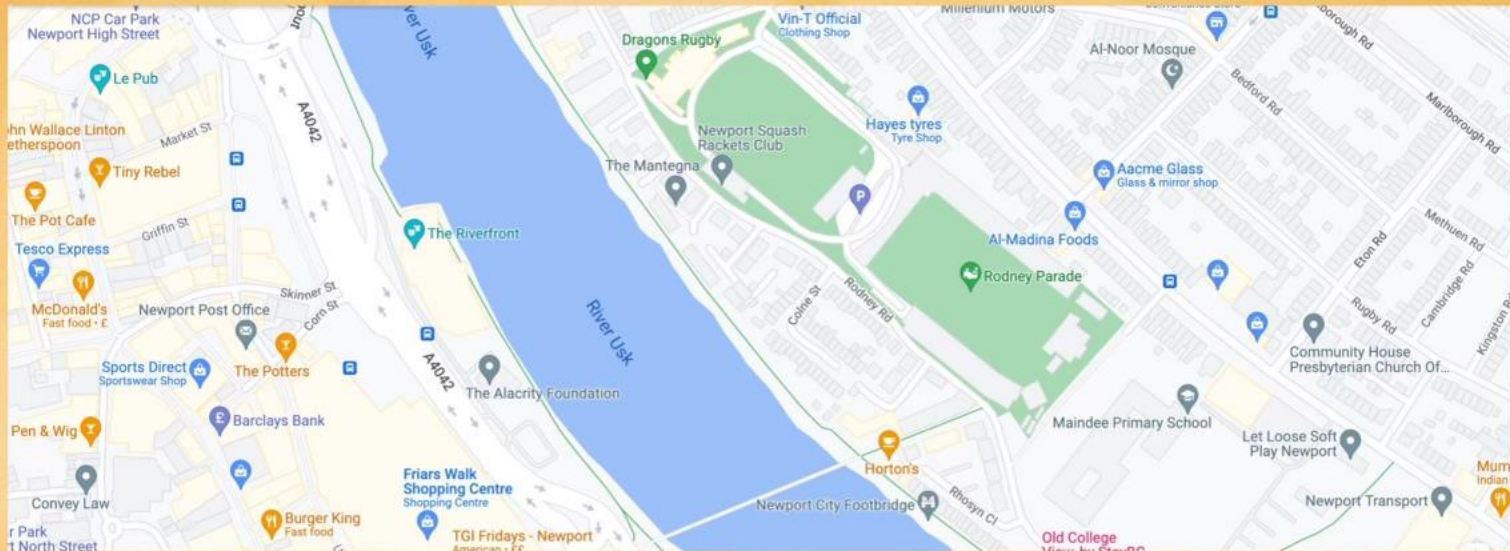 NCP Car Park
Newport High Street
Le Pub
Wallace Linton
Market St
Tiny Rebel
The Pot Cafe
Griffin St
Tesco Express
McDonald's
Fast food • £
Newport Post Office
Skinner St
Corn St
Sports Direct
Sportswear Shop
The Potters
Barclays Bank
Pen & Wig
Convey Law
Park
North Street
Burger King
Fast food
Friars Walk
Shopping Centre
Shopping Centre
TGI Fridays - Newport
American • ££
A4042
A4042
The Riverfront
The Alacrity Foundation
River Usk
River Usk
Dragons Rugby
Vin-T Official
Clothing Shop
Millenium Motors
Al-Noor Mosque
Hayes tyres
Tyre Shop
Newport Squash
Rackets Club
The Mantegna
P
Aacme Glass
Glass & mirror shop
Al-Madina Foods
Rodney Parade
Rodney Rd
Colne St
Bedford Rd
Marlborough Rd
Methuen Rd
Eton Rd
Cambridge Rd
Rugby Rd
Kingston
Community House
Presbyterian Church Of...
Maindee Primary School
Let Loose Soft
Play Newport
Horton's
Newport City Footbridge
Rhosyn Cl
Newport Transport
Indian
Old College